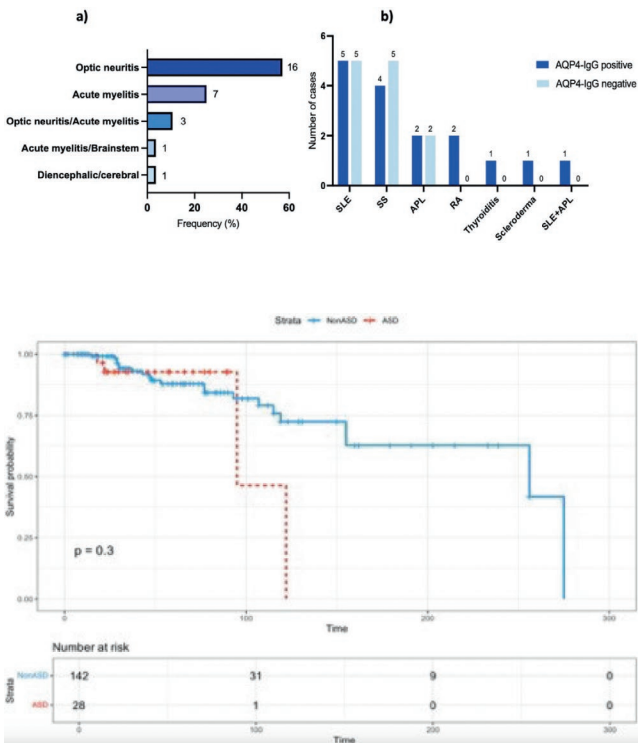 a)
Optic neuritis 16
Acute myelitis 7
Optic neuritis/Acute myelitis 3
Acute myelitis/Brainstem 1
Diencephalic/cerebral 1
0 20 40 60
Frequency (%)
b)
AQP4-IgG positive
AQP4-IgG negative
Number of cases
6
4
2
0
5 5 4 5 2 2 2 0 1 0 1 0 1 0
SLE SS APL RA Thyroiditis Scleroderma SLE+APL
Strata NonASD ASD
Survival probability
1.00
0.75
0.50
0.25
0.00
p = 0.3
0 100 200 300
Time
Number at risk
Strata
NonASD 142 31 9 0
ASD 28 1 0 0
0 100 200 300
Time